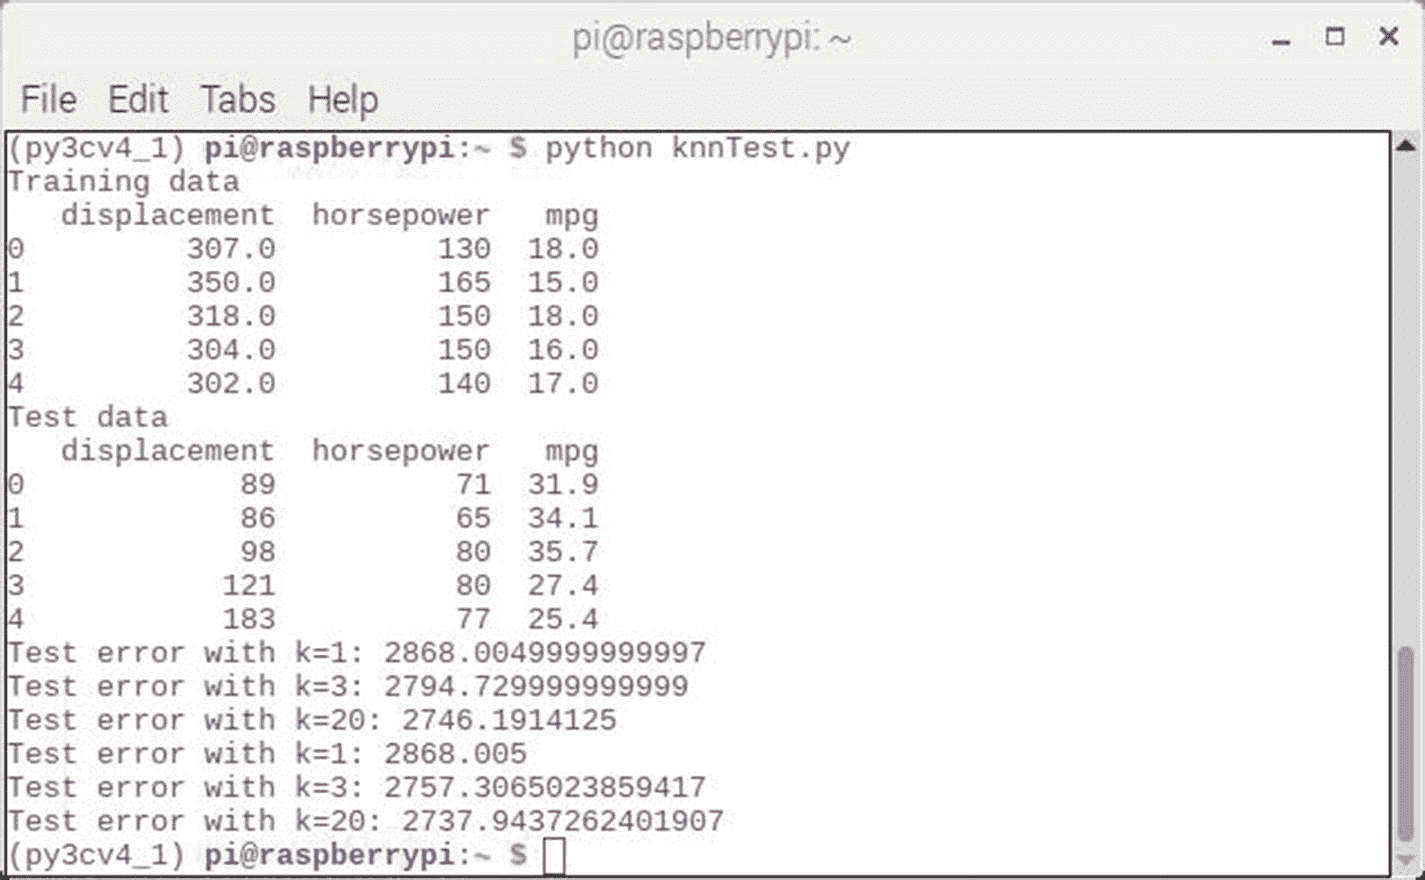 pi@raspberrypi: ~
File Edit Tabs Help
(py3cv4_1) pi@raspberrypi:~ $ python knnTest.py
Training data
   displacement  horsepower   mpg
0         307.0         130  18.0
1         350.0         165  15.0
2         318.0         150  18.0
3         304.0         150  16.0
4         302.0         140  17.0
Test data
   displacement  horsepower   mpg
0            89          71  31.9
1            86          65  34.1
2            98          80  35.7
3           121          80  27.4
4           183          77  25.4
Test error with k=1: 2868.0049999999997
Test error with k=3: 2794.729999999999
Test error with k=20: 2746.1914125
Test error with k=1: 2868.005
Test error with k=3: 2757.3065023859417
Test error with k=20: 2737.9437262401907
(py3cv4_1) pi@raspberrypi:~ $